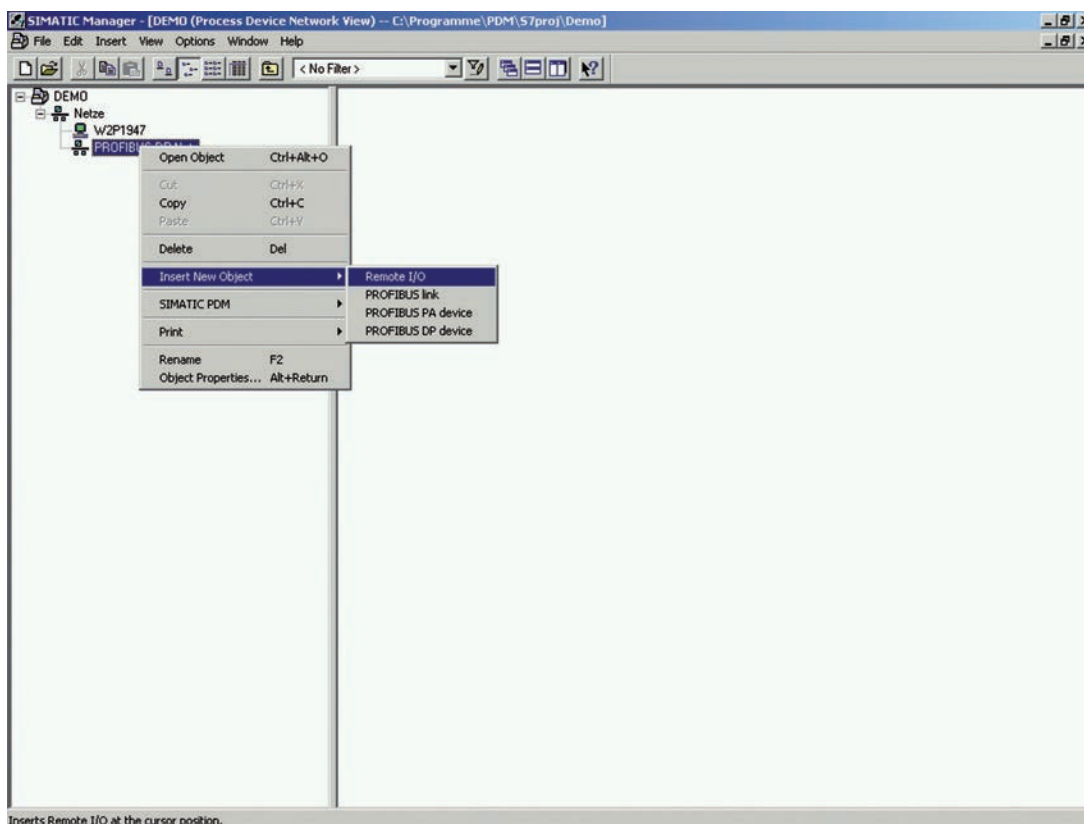 SIMATIC Manager - [DEMO (Process Device Network View) -- C:\Programme\PDM\S7proj\Demo]
File Edit Insert View Options Window Help
< No Filter >
DEMO
Netze
W2P1947
PROFIBUS
Open Object Ctrl+Alt+O
Cut Ctrl+X
Copy Ctrl+C
Paste Ctrl+V
Delete Del
Insert New Object
SIMATIC PDM
Print
Rename F2
Object Properties... Alt+Return
Remote I/O
PROFIBUS link
PROFIBUS PA device
PROFIBUS DP device
Inserts Remote I/O at the cursor position.